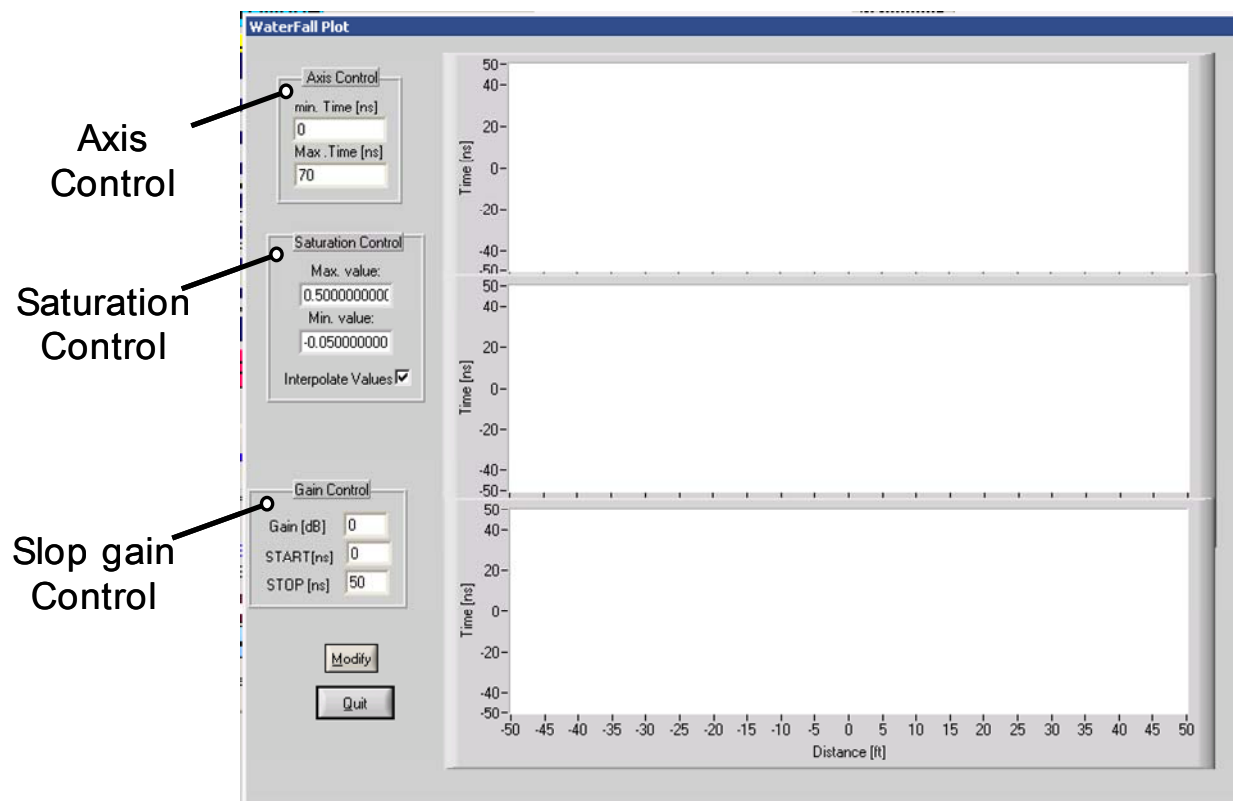 WaterFall Plot
Axis
Control
Saturation
Control
Slop gain
Control
Axis Control
min. Time [ns]
0
Max .Time [ns]
70
Saturation Control
Max. value:
0.5000000000
Min. value:
-0.050000000
Interpolate Values
Gain Control
Gain [dB] 0
START[ns] 0
STOP [ns] 50
Modify
Quit
50
40
20
0
-20
-40
-50
Time [ns]
50
40
20
0
-20
-40
-50
Time [ns]
50
40
20
0
-20
-40
-50
Time [ns]
-50 -45 -40 -35 -30 -25 -20 -15 -10 -5 0 5 10 15 20 25 30 35 40 45 50
Distance [ft]